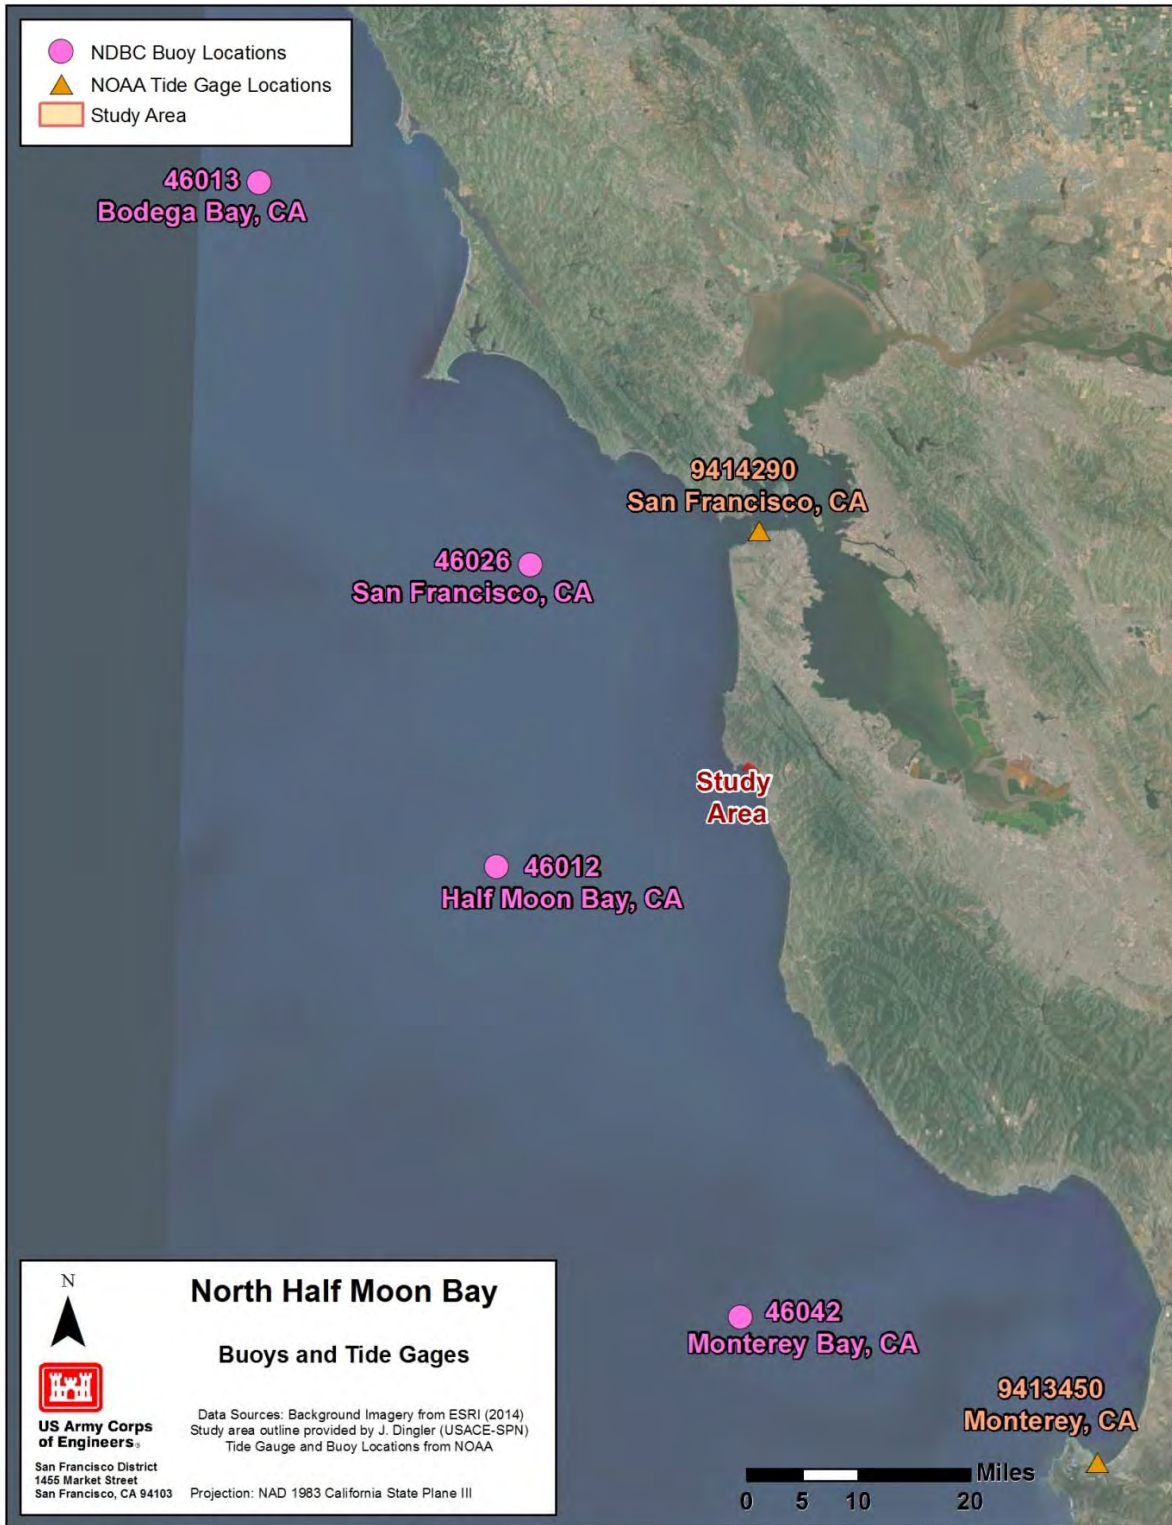 NDBC Buoy Locations
NOAA Tide Gage Locations
Study Area
46013
Bodega Bay, CA
9414290
San Francisco, CA
46026
San Francisco, CA
Study
Area
46012
Half Moon Bay, CA
46042
Monterey Bay, CA
9413450
Monterey, CA
Miles
0 5 10 20
N
North Half Moon Bay
Buoys and Tide Gages
US Army Corps
of Engineers®
San Francisco District
1455 Market Street
San Francisco, CA 94103
Data Sources: Background Imagery from ESRI (2014)
Study area outline provided by J. Dingler (USACE-SPN)
Tide Gauge and Buoy Locations from NOAA
Projection: NAD 1983 California State Plane III